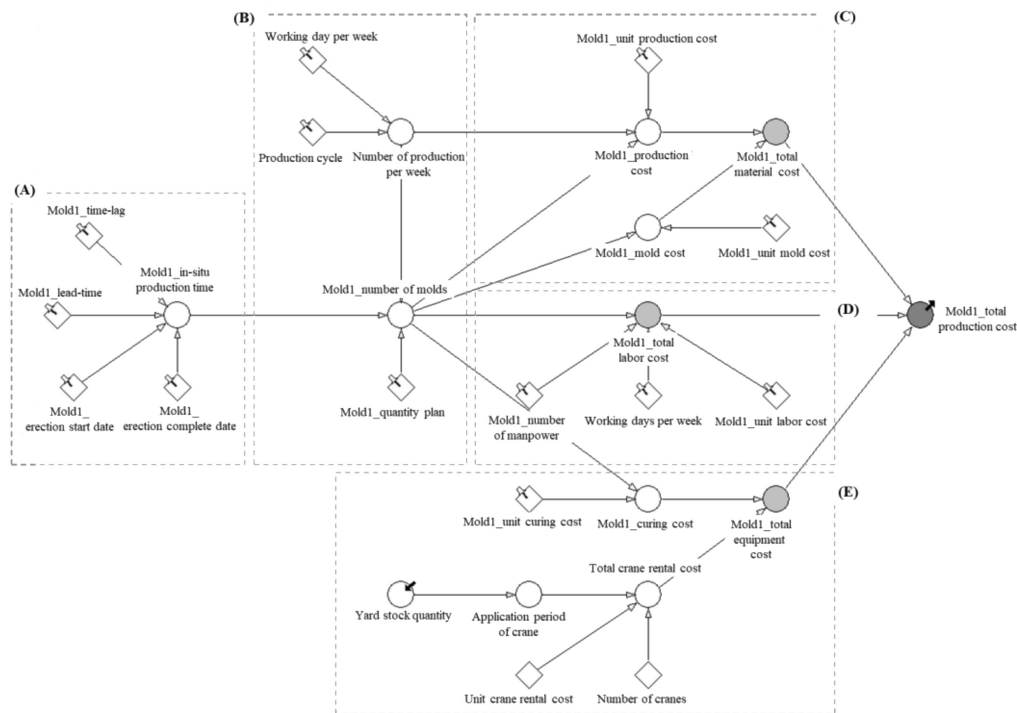 (B)
(C)
Working day per week
Mold1_unit production cost
Production cycle
Number of production
per week
Mold1_production
cost
Mold1_total
material cost
(A)
Mold1_time-lag
Mold1_in-situ
production time
Mold1_lead-time
Mold1_number of molds
Mold1_mold cost
Mold1_unit mold cost
(D)
Mold1_total
production cost
Mold1_total
labor cost
Mold1_
erection start date
Mold1_
erection complete date
Mold1_quantity plan
Mold1_number
of manpower
Working days per week
Mold1_unit labor cost
(E)
Mold1_unit curing cost
Mold1_curing cost
Mold1_total
equipment
cost
Total crane rental cost
Yard stock quantity
Application period
of crane
Unit crane rental cost
Number of cranes